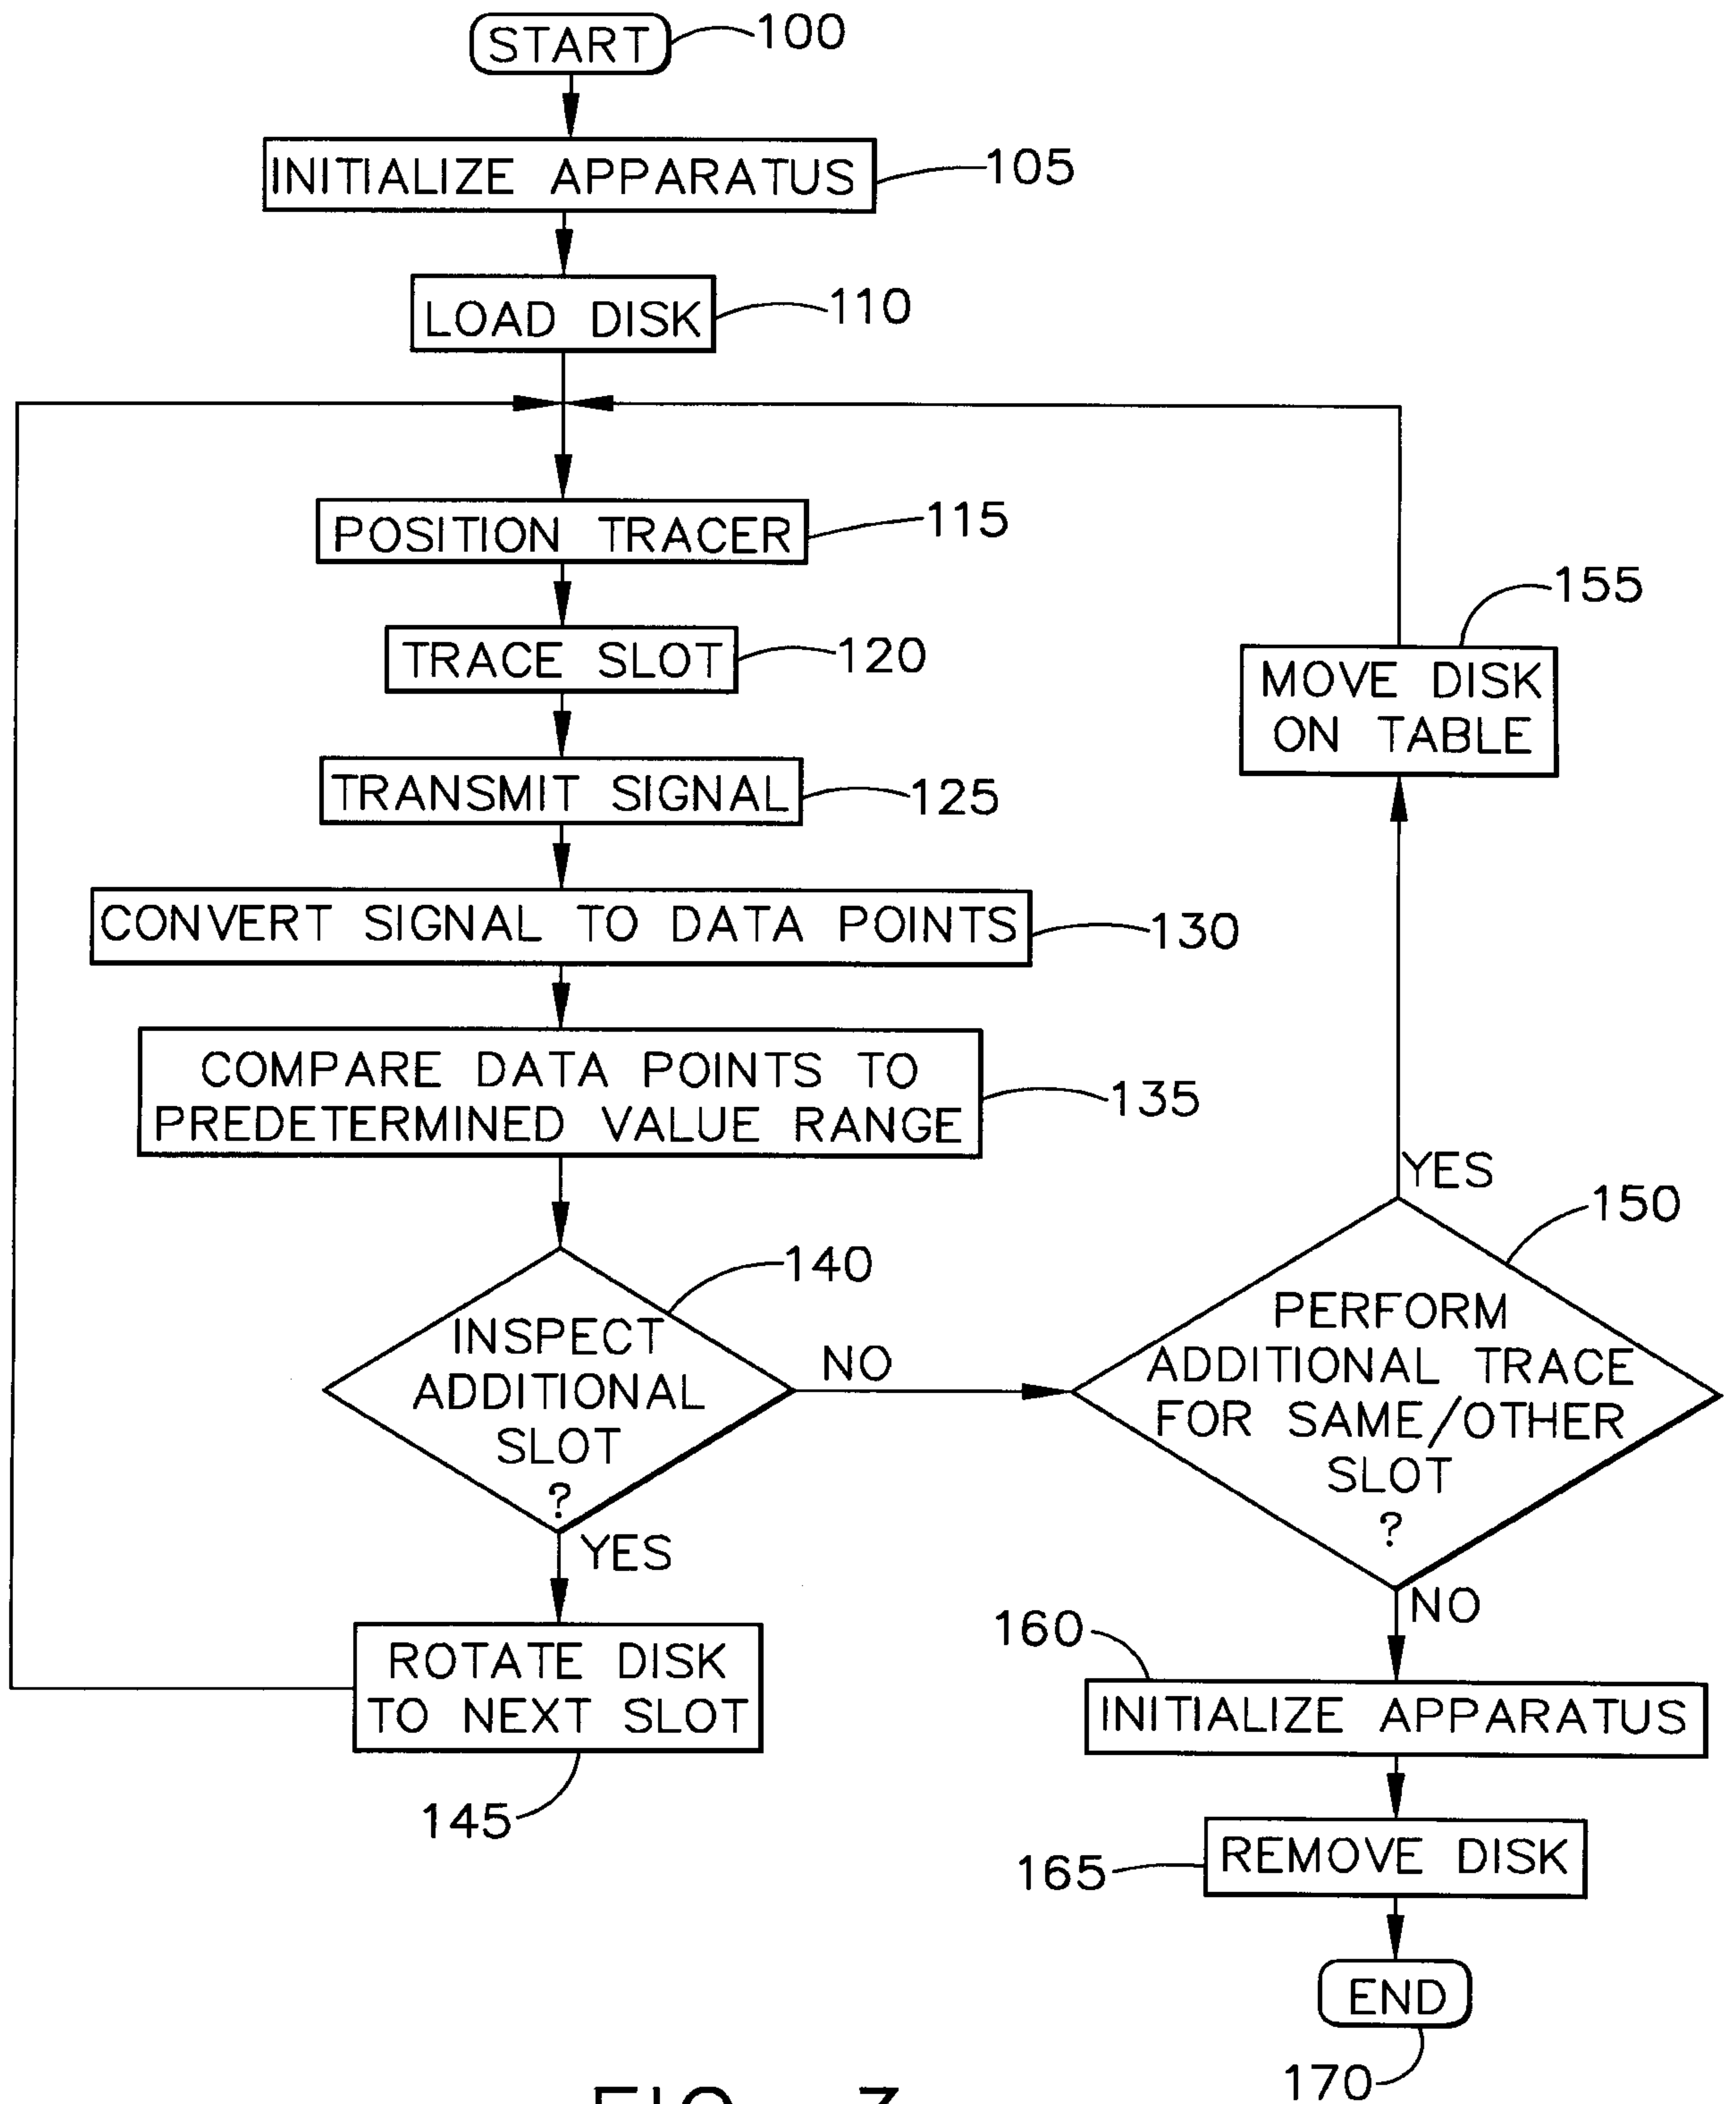 START
100
INITIALIZE APPARATUS
105
LOAD DISK
110
POSITION TRACER
115
TRACE SLOT
120
TRANSMIT SIGNAL
125
CONVERT SIGNAL TO DATA POINTS
130
COMPARE DATA POINTS TO
PREDETERMINED VALUE RANGE
135
INSPECT
ADDITIONAL
SLOT
?
140
NO
YES
ROTATE DISK
TO NEXT SLOT
145
PERFORM
ADDITIONAL TRACE
FOR SAME/OTHER
SLOT
?
150
YES
MOVE DISK
ON TABLE
155
NO
160
INITIALIZE APPARATUS
165
REMOVE DISK
END
170